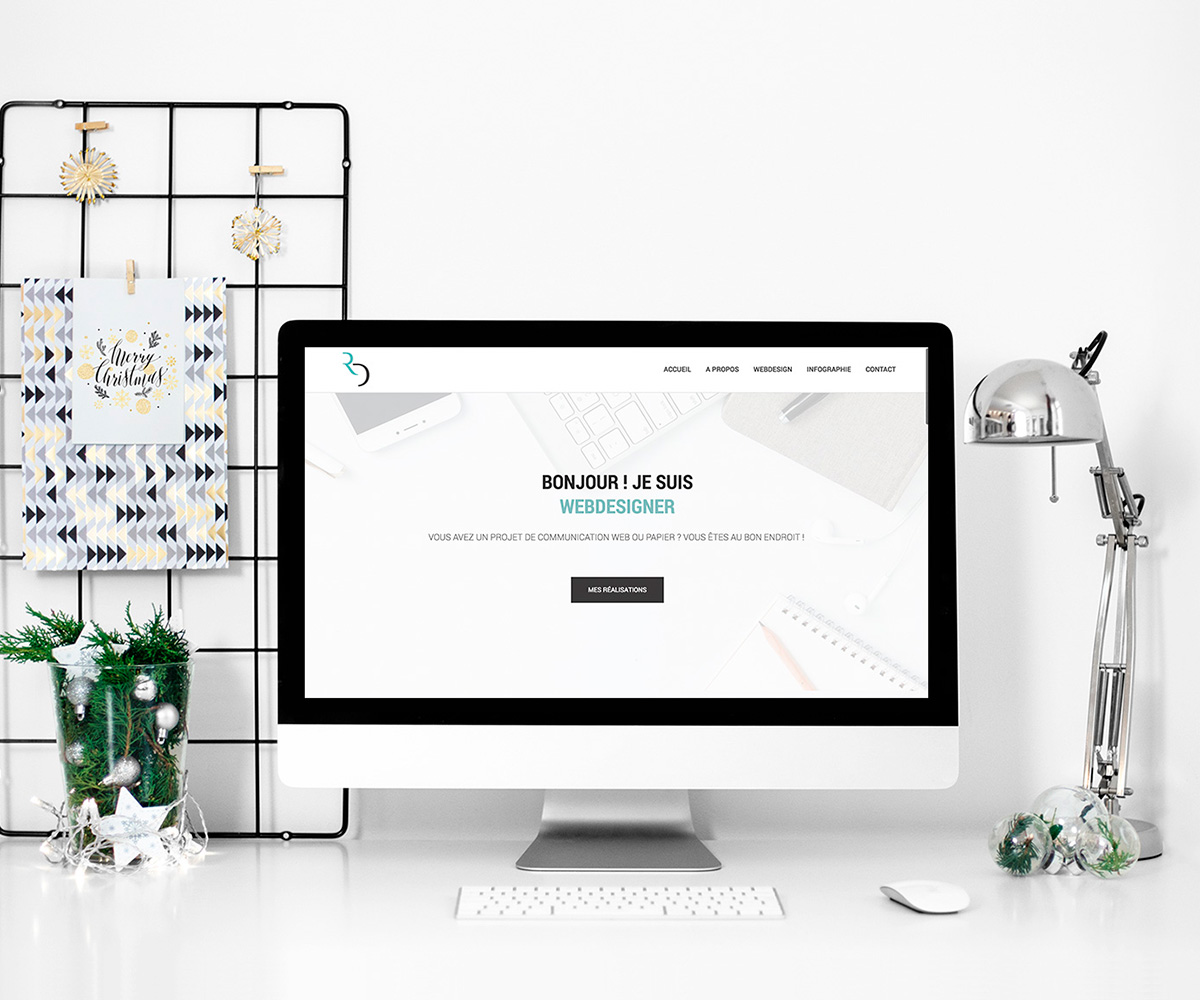 Merry
Christmas
RD
ACCUEIL A PROPOS WEBDESIGN INFOGRAPHIE CONTACT
BONJOUR ! JE SUIS
WEBDESIGNER
VOUS AVEZ UN PROJET DE COMMUNICATION WEB OU PAPIER ? VOUS ÊTES AU BON ENDROIT !
MES RÉALISATIONS